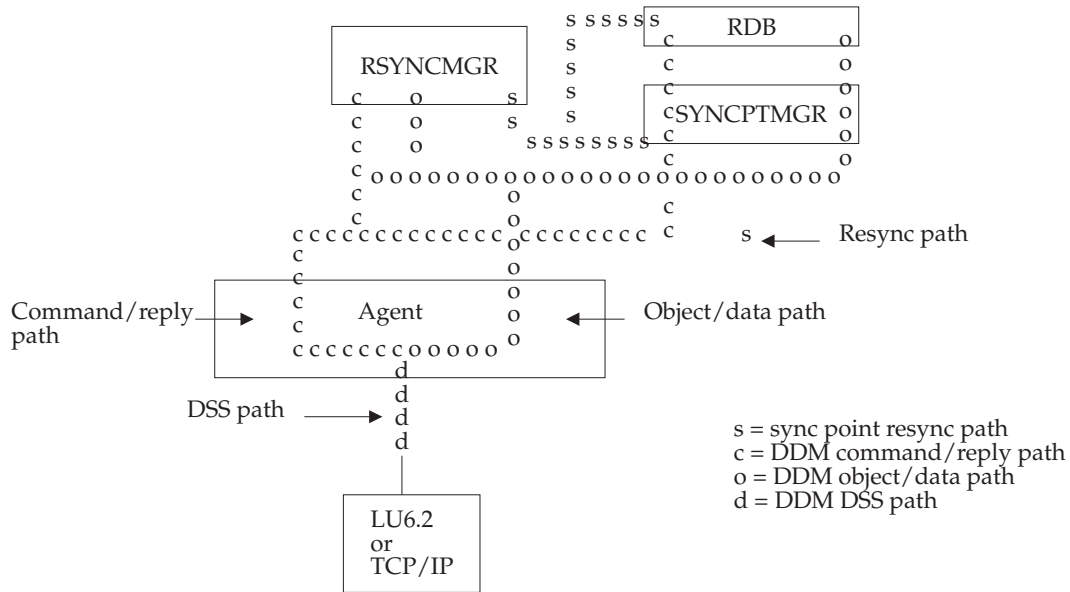 s s s s s s s
RDB
s c o
RSYNCMGR
s c o
s c o
c o s s c SYNCPTMGR o
c o s s c o
c o s s s s s s s s c o
c c o
c o o o o o o o o o o o o o o o o o o o o o o o o o
c o c
c c c c c c c c c c c c c o c c c c c c c c c s Resync path
c o
c o
Command/reply
path
c Agent o Object/data path
c o
c c c c c c c o o o o o
d
d
DSS path
d
d
s = sync point resync path
c = DDM command/reply path
o = DDM object/data path
d = DDM DSS path
LU6.2
or
TCP/IP